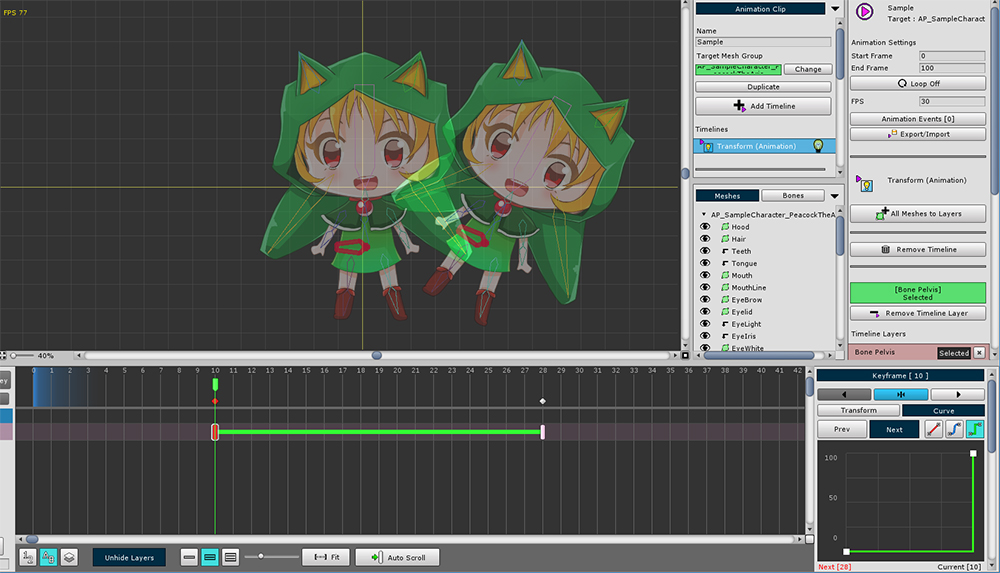 FPS 77
40%
Animation Clip
Name
Sample
Target Mesh Group
AP_SampleCharacter_
Change
Duplicate
Add Timeline
Timelines
Transform (Animation)
Meshes
Bones
AP_SampleCharacter_PeacockTheA
Hood
Hair
Teeth
Tongue
Mouth
MouthLine
EyeBrow
Eyelid
EyeLight
EyeIris
EyeWhite
Sample
Target : AP_SampleCharact
Animation Settings
Start Frame 0
End Frame 100
Loop Off
FPS 30
Animation Events [0]
Export/Import
Transform (Animation)
All Meshes to Layers
Remove Timeline
[Bone Pelvis]
Selected
Remove Timeline Layer
Timeline Layers
Bone Pelvis Selected
ey
0 1 2 3 4 5 6 7 8 9 10 11 12 13 14 15 16 17 18 19 20 21 22 23 24 25 26 27 28 29 30 31 32 33 34 35 36 37 38 39 40 41 42
Unhide Layers
Fit
Auto Scroll
Keyframe [ 10 ]
Transform
Curve
Prev
Next
100
50
0
Next [28]
Current [10]